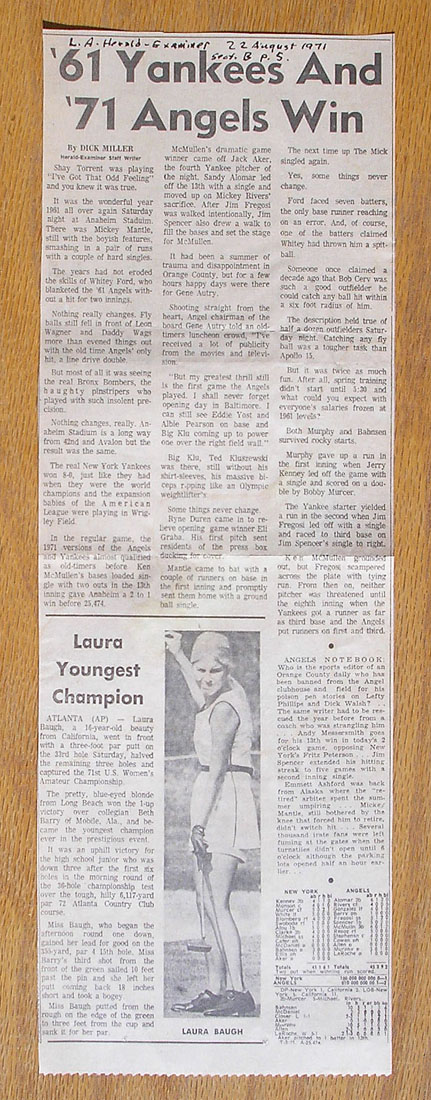 L.A. Herald-Examiner 22 August 1971
Sect. B P. 5.
'61 Yankees And
'71 Angels Win
By DICK MILLER
Herald-Examiner Staff Writer
Shay Torrent was playing
"I've Got That Odd Feeling"
and you knew it was true.
It was the wonderful year
1961 all over again Saturday
night at Anaheim Stadium.
There was Mickey Mantle,
still with the boyish features,
smashing in a pair of runs
with a couple of hard singles.
The years had not eroded
the skills of Whitey Ford, who
blanketed the '61 Angels with-
out a hit for two innings.
Nothing really changes. Fly
balls still fell in front of Leon
Wagner and Daddy Wags
more than evened things out
with the old time Angels' only
hit, a line drive double.
But most of it was seeing
the real Bronx Bombers, the
haughty pinstripers who
played with such insolent pre-
cision.
Nothing changes, really. An-
aheim Stadium is a long way
from 42nd and Avalon but the
result was the same.
The real New York Yankees
won 8-0, just like they had
when they were the world
champions and the expansion
babies of the American
League were playing in Wrig-
ley Field.
In the regular game, the
1971 versions of the Angels
and Yankees almost qualified
as old-timers before Ken
McMullen's bases loaded sin-
gle with two outs in the 13th
inning gave Anaheim a 2 to 1
win before 25,474.
McMullen's dramatic game
winner came off Jack Aker,
the fourth Yankee pitcher of
the night. Sandy Alomar led
off the 13th with a single and
moved up on Mickey Rivers'
sacrifice. After Jim Fregosi
was walked intentionally, Jim
Spencer also drew a walk to
fill the bases and set the stage
for McMullen.
It had been a summer of
trauma and disappointment in
Orange County, but for a few
hours happy days were there
for Gene Autry.
Shooting straight from the
heart, Angel chairman of the
board Gene Autry told an old-
timers luncheon crowd, "I've
received a lot of publicity
from the movies and televi-
sion.
"But my greatest thrill still
is the first game the Angels
played. I shall never forget
opening day in Baltimore. I
can still see Eddie Yost and
Albie Pearson on base and
Big Klu coming up to power
one over the right field wall."
Big Klu, Ted Kluszewski
was there, still without his
shirt-sleeves, his massive bi-
ceps rippling like an Olympic
weightlifter's
Some things never change.
Ryne Duren came in to re-
lieve opening game winner Eli
Graba. His first pitch sent
residents of the press box
ducking for cover.
Mantle came to bat with a
couple of runners on base in
the first inning and promptly
sent them home with a ground
ball single.
The next time up The Mick
singled again.
Yes, some things never
change.
Ford faced seven batters,
the only base runner reaching
on an error. And, of course,
one of the batters claimed
Whitey had thrown him a spit-
ball.
Someone once claimed a
decade ago that Bob Cerv was
such a good outfielder he
could catch any ball hit within
a six foot radius of him.
The description held true of
half a dozen outfielders Satur-
day night. Catching any fly
ball was a tougher task than
Apollo 15.
But it was twice as much
fun. After all, spring training
didn't start until 5:30 and
what could you expect with
everyone's salaries frozen at
1961 levels?
Both Murphy and Bahnsen
survived rocky starts.
Murphy gave up a run in
the first inning when Jerry
Kenney led off the game with
a single and scored on a dou-
ble by Bobby Murcer.
The Yankee starter yielded
a run in the second when Jim
Fregosi led off with a single
and raced to third base on
Jim Spencer's single to right.
Ken McMullen grounded
out, but Fregosi scampered
across the plate with tying
run. From then on, neither
pitcher was threatened until
the eighth inning when the
Yankees got a runner as far
as third base and the Angels
put runners on first and third.
ANGELS NOTEBOOK:
Who is the sports editor of an
Orange County daily who has
been banned from the Angel
clubhouse and field for his
poison pen stories on Lefty
Phillips and Dick Walsh? ..
The same writer had to be res-
cued the year before from a
coach who was strangling him
. . . Andy Messersmith goes
for his 13th win in today's 2
o'clock game, opposing New
York's Fritz Peterson . . . Jim
Spencer extended his hitting
streak to five games with a
second inning single.
Emmett Ashford was back
from Alaska where the "re-
tired" arbiter spent the sum-
mer umpiring . . . Mickey
Mantle, still bothered by the
knee that forced him to retire,
didn't switch hit . . . Several
thousand irate fans were left
fuming at the gates when the
turnstiles didn't open until 6
o'clock although the parking
lots opened half an hour ear-
lier . . .
NEW YORK ANGELS
Laura
Youngest
Champion
ATLANTA (AP) — Laura
Baugh, a 16-year-old beauty
from California, went in front
with a three-foot par putt on
the 33rd hole Saturday, halved
the remaining three holes and
captured the 71st U.S. Women's
Amateur Championship.
The pretty, blue-eyed blonde
from Long Beach won the 1-up
victory over collegian Beth
Barry of Mobile, Ala., and be
came the youngest champion
ever in the prestigious event.
It was an uphill victory for
the high school junior who was
down three after the first six
holes in the morning round of
the 36-hole championship test
over the tough, hilly 6,117-yard
par 72 Atlanta Country Club
course.
Miss Baugh, who began the
afternoon round one down,
gained her lead for good on the
355-yard, par 4 15th hole. Miss
Barry's third shot from the
front of the green sailed 10 feet
past the pin and she left her
putt coming back 18 inches
short and took a bogey
Miss Baugh putted from the
rough on the edge of the green
to three feet from the cup and
sank it for her par.
LAURA BAUGH